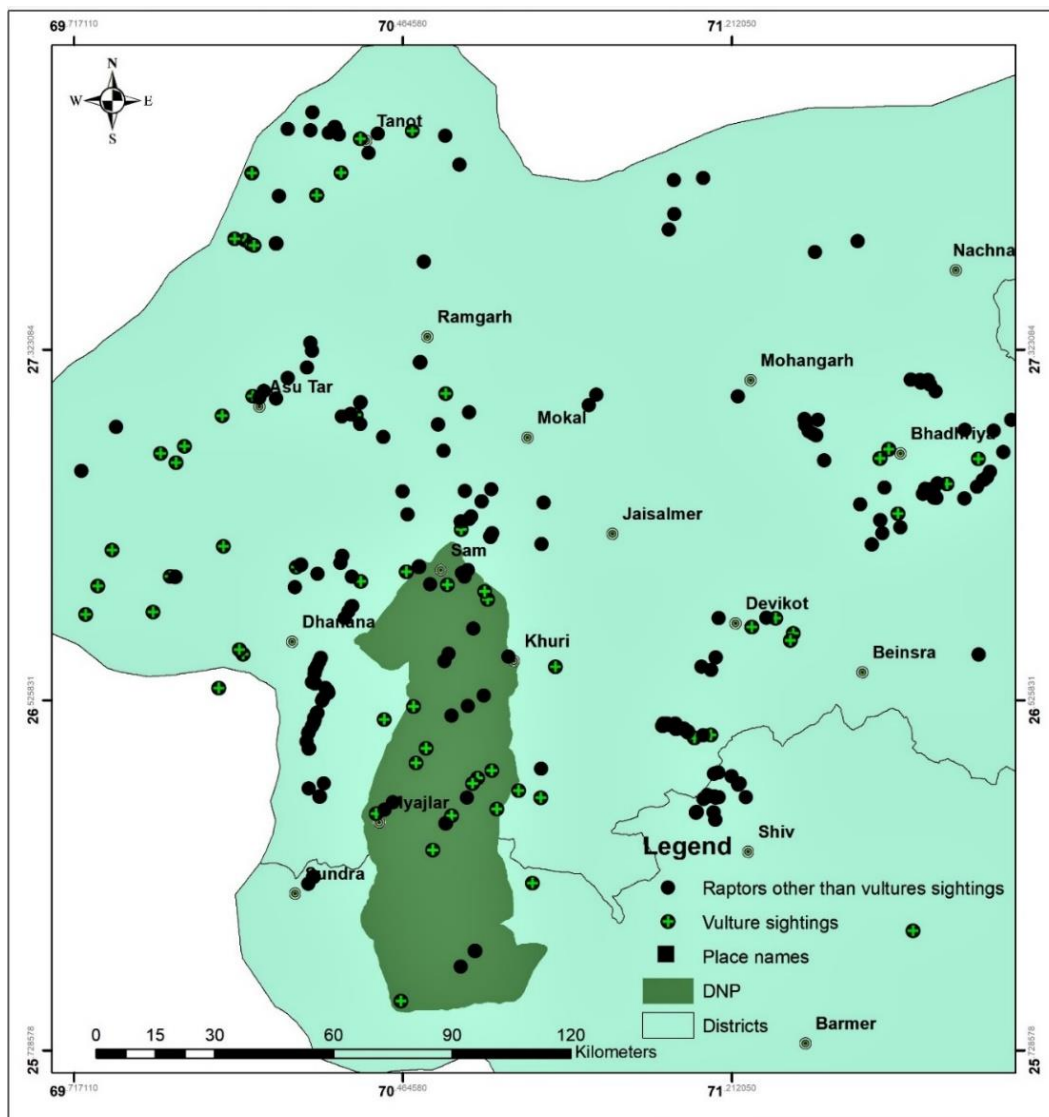 69.717110 70.464580 71.212050
N
W E
S
Tanot
Nachna
Ramgarh
27.323084 27.323084
Mohangarh
Asu Tar
Mokal
Bhadhriya
Jaisalmer
Sam
Devikot
Dhanana
Khuri
Beinsra
26.525831 26.525831
Myajlar
Shiv
Legend
Sundra
Raptors other than vultures sightings
Vulture sightings
Place names
DNP
Districts
Barmer
0 15 30 60 90 120
Kilometers
25.728578 25.728578
69.717110 70.464580 71.212050